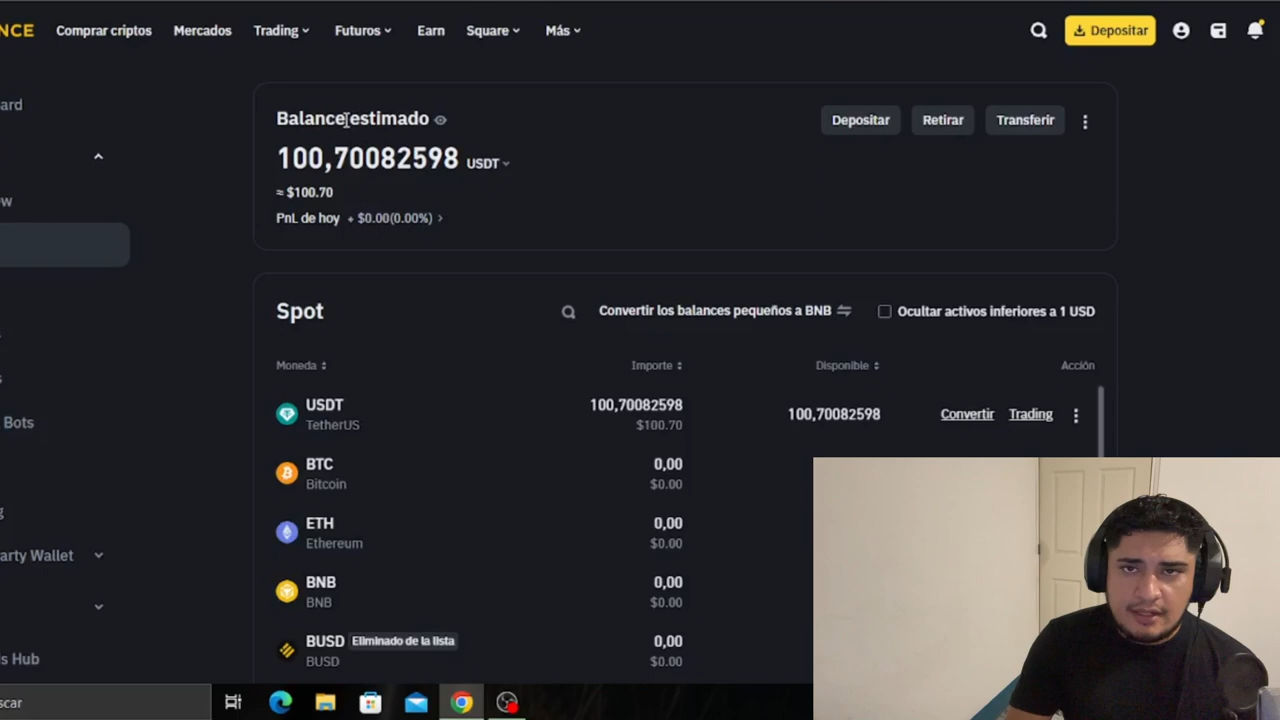 NCE Comprar criptos Mercados Trading Futuros Earn Square Más Depositar
ard
w
Bots
g
arty Wallet
s Hub
Balance estimado
Depositar Retirar Transferir
100,70082598 USDT
≈ $100.70
PnL de hoy + $0.00(0.00%)
Spot Convertir los balances pequeños a BNB Ocultar activos inferiores a 1 USD
Moneda Importe Disponible Acción
USDT 100,70082598 100,70082598 Convertir Trading
TetherUS $100.70
BTC 0,00
Bitcoin $0.00
ETH 0,00
Ethereum $0.00
BNB 0,00
BNB $0.00
BUSD Eliminado de la lista 0,00
BUSD $0.00
scar